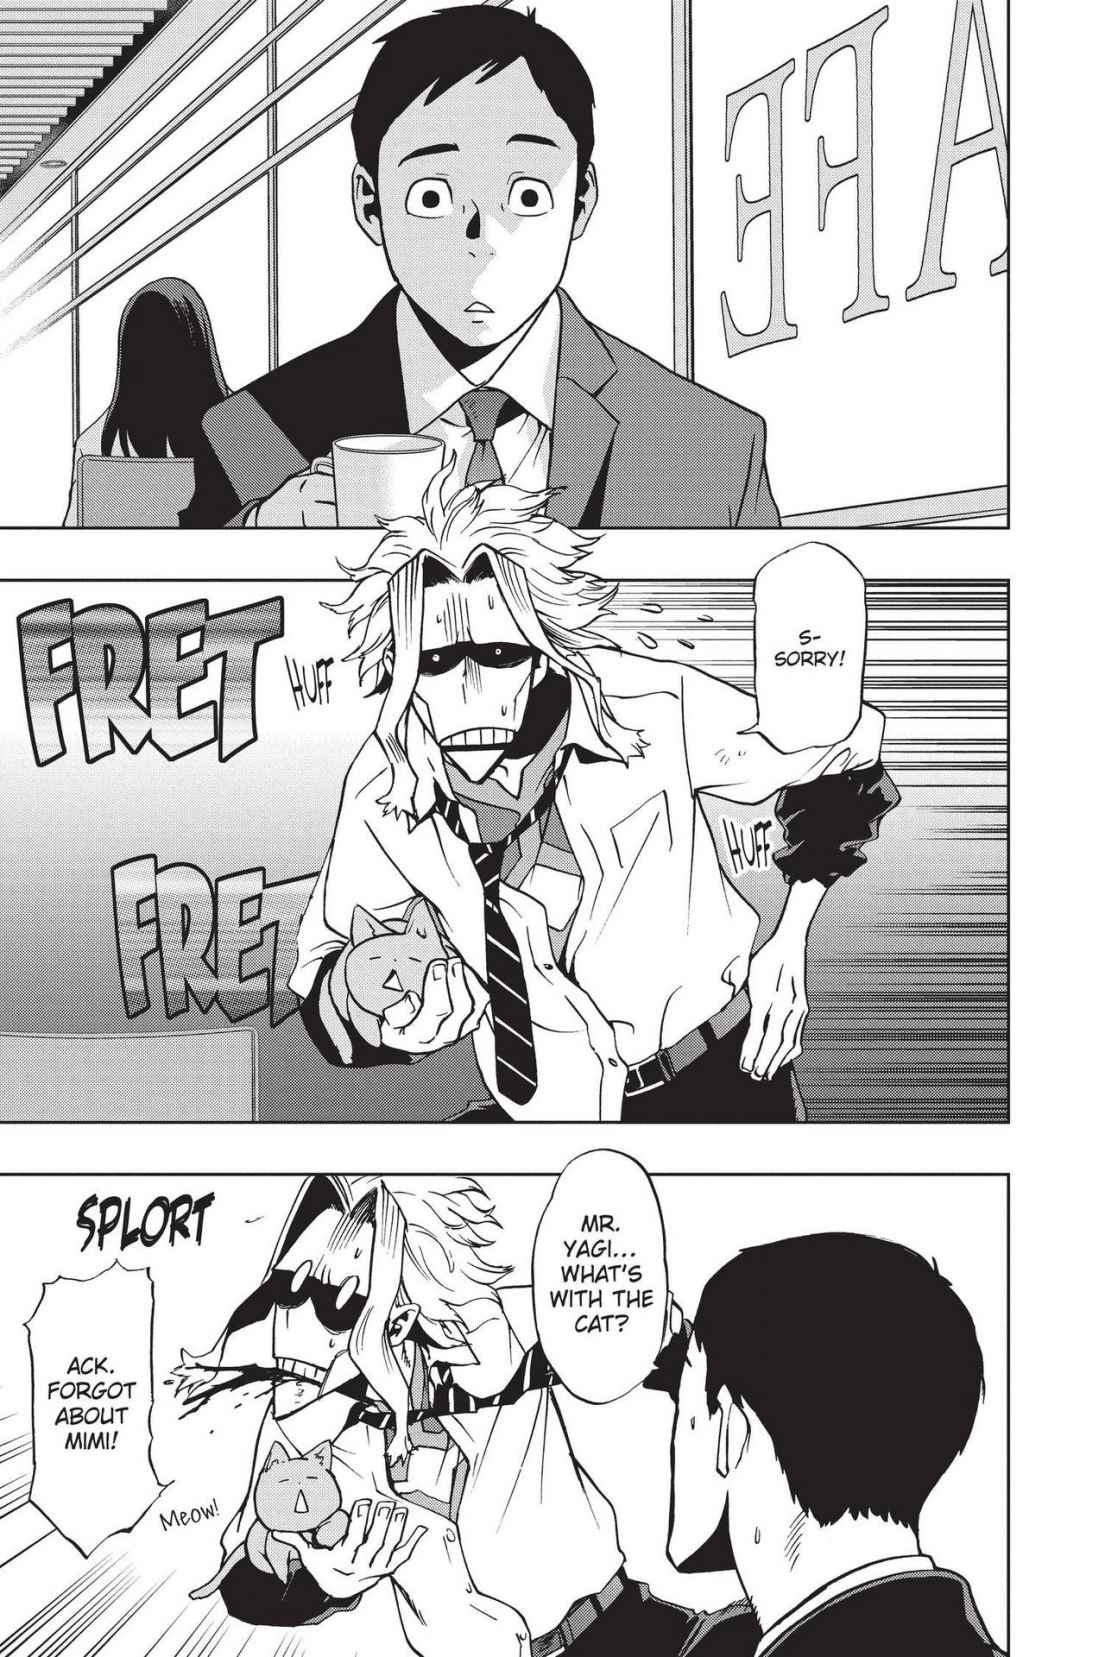 AFE
S-
SORRY!
FRET
HUFF
HUFF
FRET
SPLORT
MR.
YAGI...
WHAT'S
WITH THE
CAT?
ACK.
FORGOT
ABOUT
MIMI!
Meow!